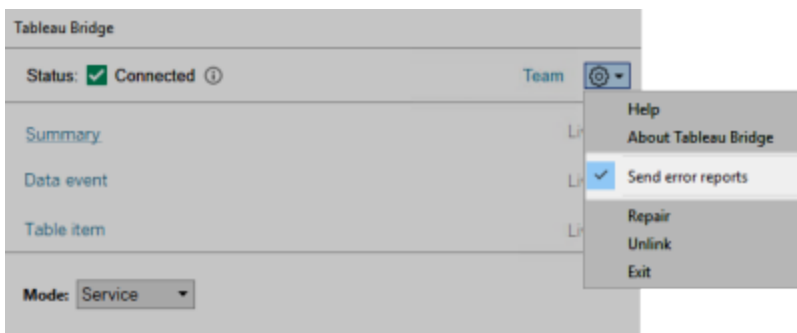 Tableau Bridge
Status: Connected
Team
Help
About Tableau Bridge
Summary
Send error reports
Data event
Repair
Table item
Unlink
Exit
Mode: Service